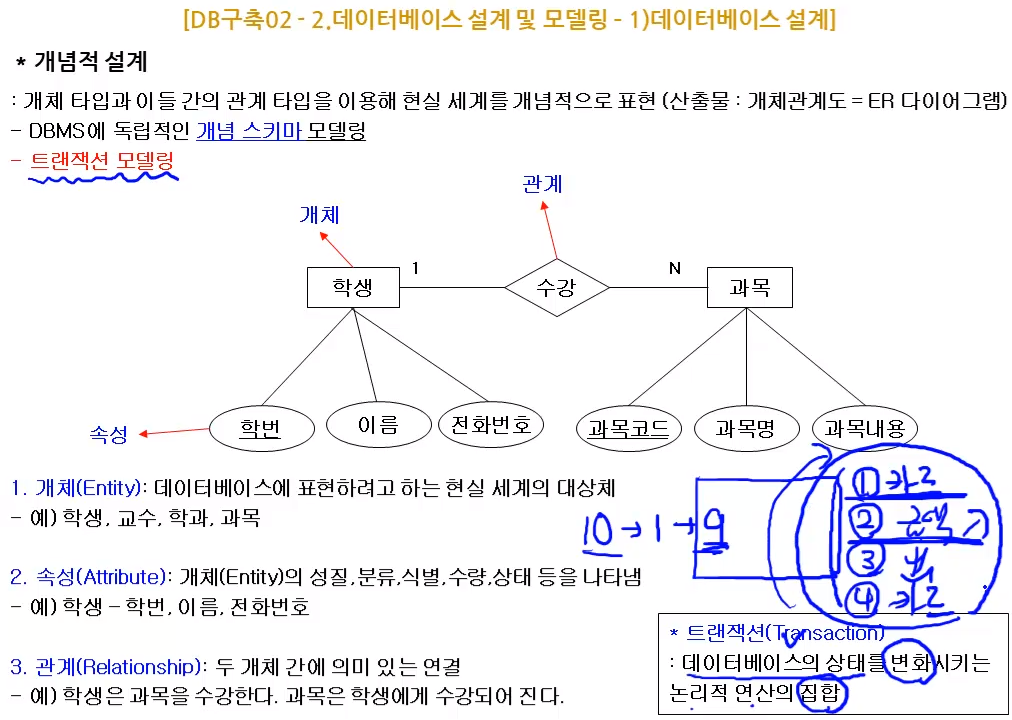 [DB구축02 - 2.데이터베이스 설계 및 모델링 - 1)데이터베이스 설계]
* 개념적 설계
: 개체 타입과 이들 간의 관계 타입을 이용해 현실 세계를 개념적으로 표현 (산출물 : 개체관계도 = ER 다이어그램)
- DBMS에 독립적인 개념 스키마 모델링
- 트랜잭션 모델링
관계
개체
학생 1 수강 N 과목
속성 학번 이름 전화번호 과목코드 과목명 과목내용
1. 개체(Entity): 데이터베이스에 표현하려고 하는 현실 세계의 대상체
- 예) 학생, 교수, 학과, 과목
10 → 1 → 9
①
②
③
④
2. 속성(Attribute): 개체(Entity)의 성질,분류,식별,수량,상태 등을 나타냄
- 예) 학생 – 학번, 이름, 전화번호
3. 관계(Relationship): 두 개체 간에 의미 있는 연결
- 예) 학생은 과목을 수강한다. 과목은 학생에게 수강되어 진다.
* 트랜잭션(Transaction)
: 데이터베이스의 상태를 변화시키는
논리적 연산의 집합